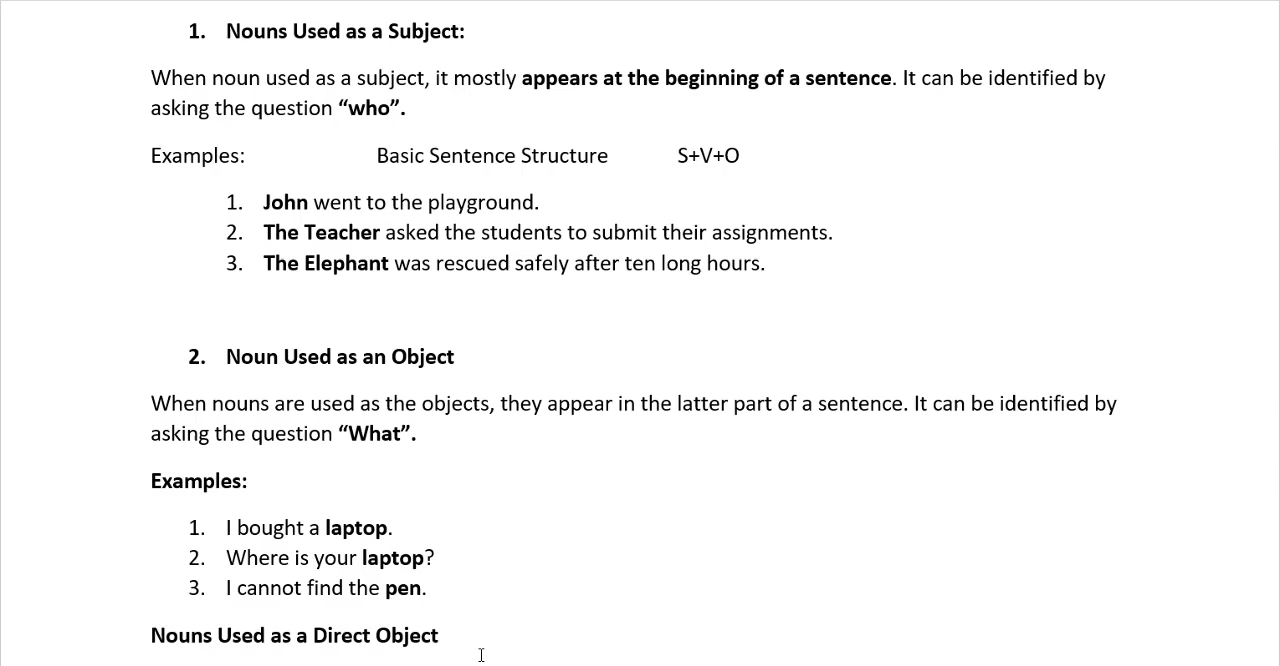 1. Nouns Used as a Subject:
When noun used as a subject, it mostly appears at the beginning of a sentence. It can be identified by
asking the question “who”.
Examples: Basic Sentence Structure S+V+O
1. John went to the playground.
2. The Teacher asked the students to submit their assignments.
3. The Elephant was rescued safely after ten long hours.
2. Noun Used as an Object
When nouns are used as the objects, they appear in the latter part of a sentence. It can be identified by
asking the question “What”.
Examples:
1. I bought a laptop.
2. Where is your laptop?
3. I cannot find the pen.
Nouns Used as a Direct Object